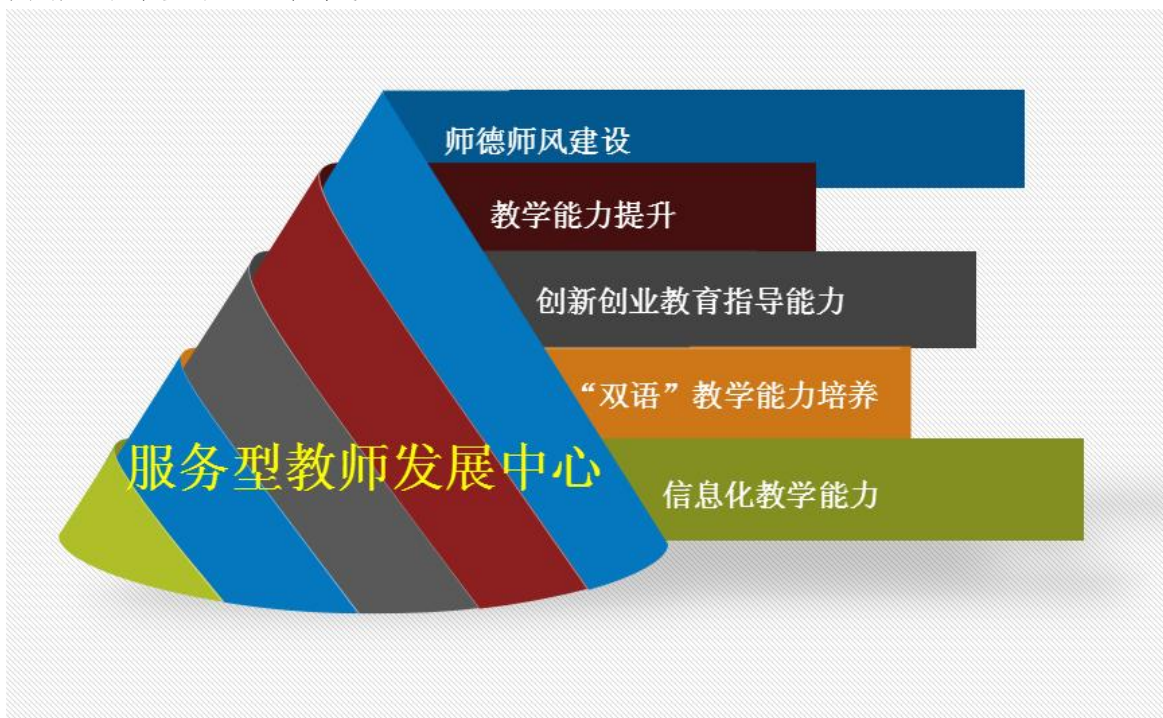 师德师风建设
教学能力提升
创新创业教育指导能力
“双语”教学能力培养
服务型教师发展中心
信息化教学能力